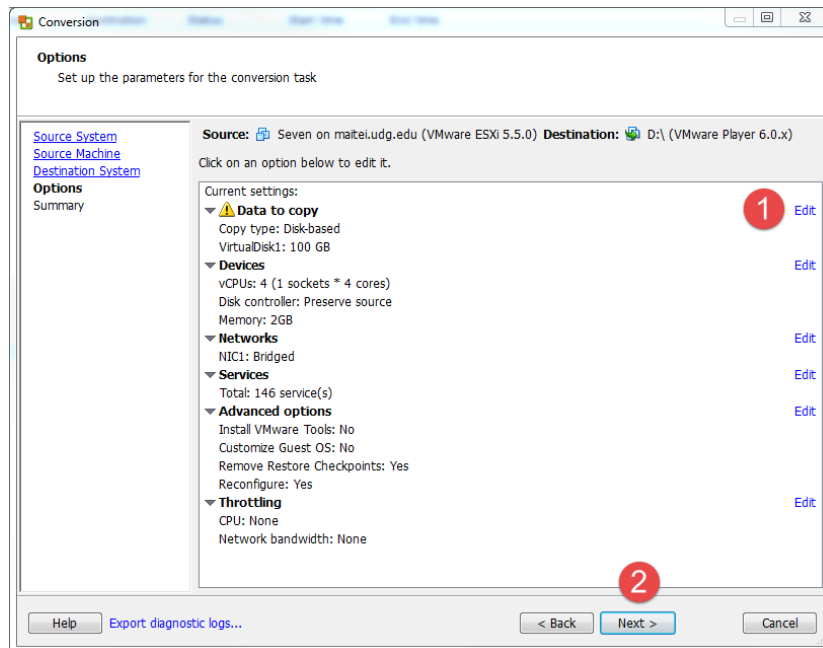 Conversion
Options
Set up the parameters for the conversion task
Source System
Source Machine
Destination System
Options
Summary
Source: Seven on maitei.udg.edu (VMware ESXi 5.5.0) Destination: D:\ (VMware Player 6.0.x)
Click on an option below to edit it.
Current settings:
Data to copy 1 Edit
Copy type: Disk-based
VirtualDisk1: 100 GB
Devices Edit
vCPUs: 4 (1 sockets * 4 cores)
Disk controller: Preserve source
Memory: 2GB
Networks Edit
NIC1: Bridged
Services Edit
Total: 146 service(s)
Advanced options Edit
Install VMware Tools: No
Customize Guest OS: No
Remove Restore Checkpoints: Yes
Reconfigure: Yes
Throttling Edit
CPU: None
Network bandwidth: None
2
Help Export diagnostic logs... < Back Next > Cancel